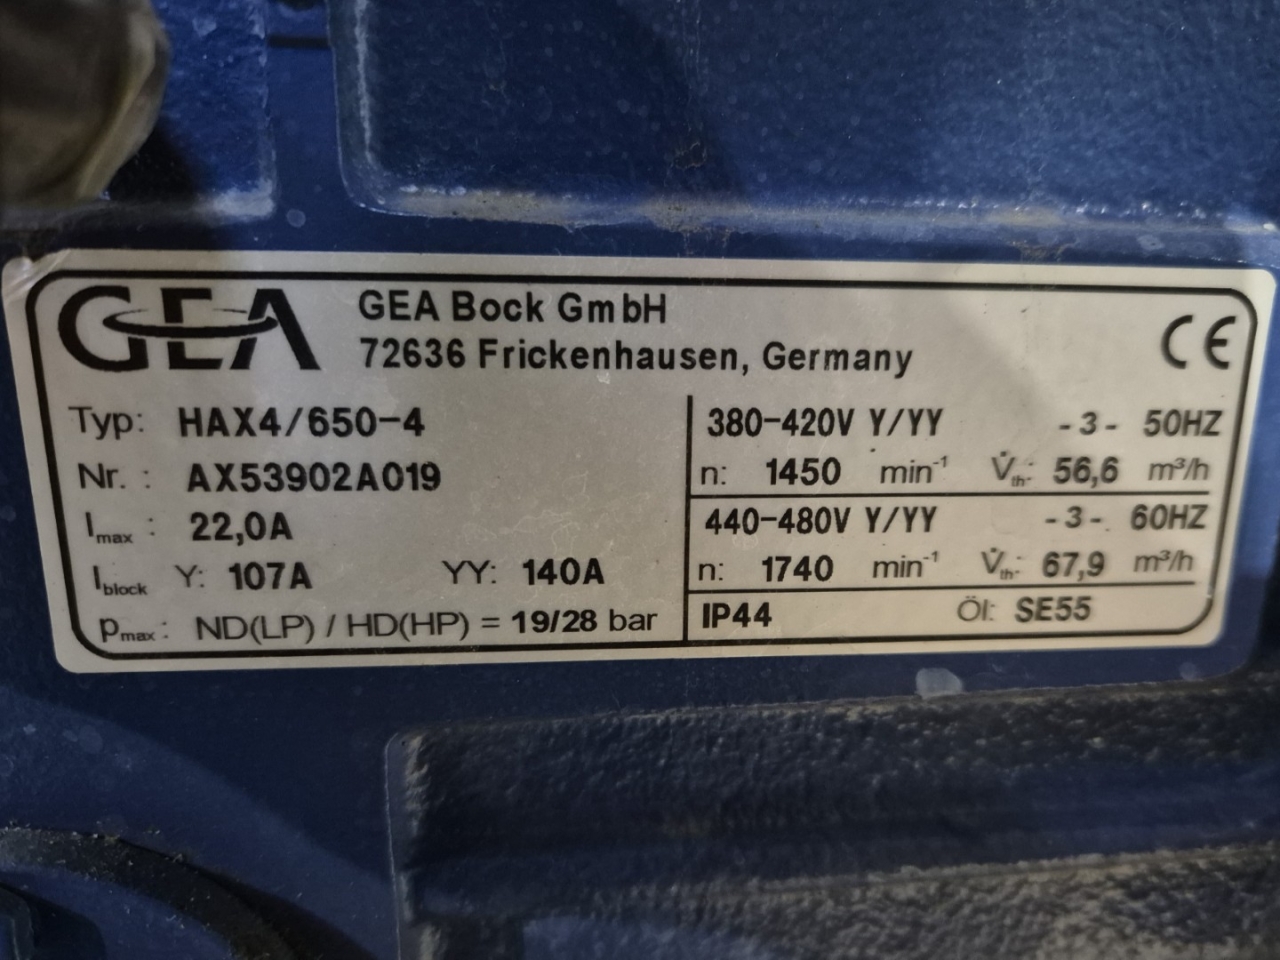 GEA
GEA Bock GmbH
72636 Frickenhausen, Germany
CE
Typ: HAX4/650-4
Nr. : AX53902A019
Imax : 22,0A
Iblock Y: 107A YY: 140A
pmax : ND(LP) / HD(HP) = 19/28 bar
380-420V Y/YY -3- 50HZ
n: 1450 min-1 V̇th: 56,6 m³/h
440-480V Y/YY -3-. 60HZ
n: 1740 min-1 V̇th: 67,9 m³/h
IP44 Öl: SE55